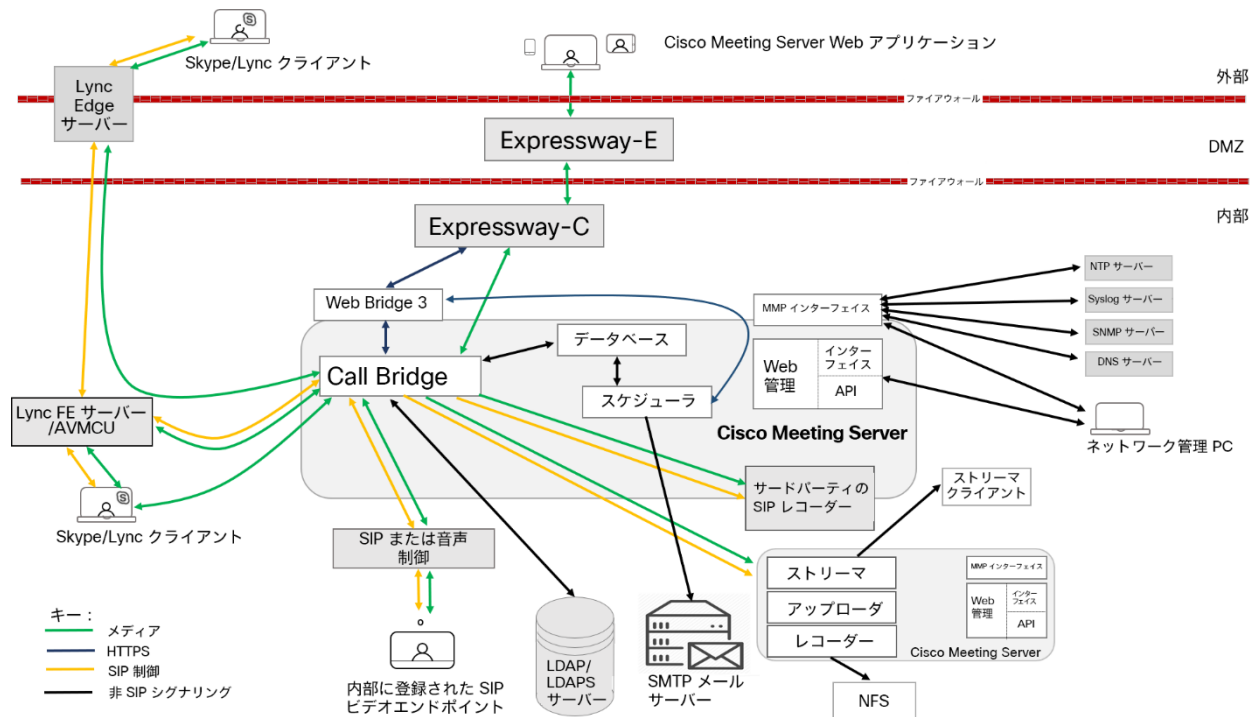 Skype/Lync クライアント
Cisco Meeting Server Web アプリケーション
外部
Lync
Edge
サーバー
ファイアウォール
Expressway-E
DMZ
ファイアウォール
Expressway-C
内部
Web Bridge 3
MMP インターフェイス
NTP サーバー
Syslog サーバー
SNMP サーバー
DNS サーバー
データベース
Call Bridge
スケジューラ
Web
管理
インター
フェイス
API
Cisco Meeting Server
ネットワーク管理 PC
Lync FE サーバー
/AVMCU
Skype/Lync クライアント
サードパーティの
SIP レコーダー
ストリーマ
クライアント
SIP または音声
制御
ストリーマ
アップローダ
レコーダー
MMP インターフェイス
Web
管理
インター
フェイス
API
Cisco Meeting Server
キー：
メディア
HTTPS
SIP 制御
非 SIP シグナリング
内部に登録された SIP
ビデオエンドポイント
LDAP/
LDAPS
サーバー
SMTP メール
サーバー
NFS